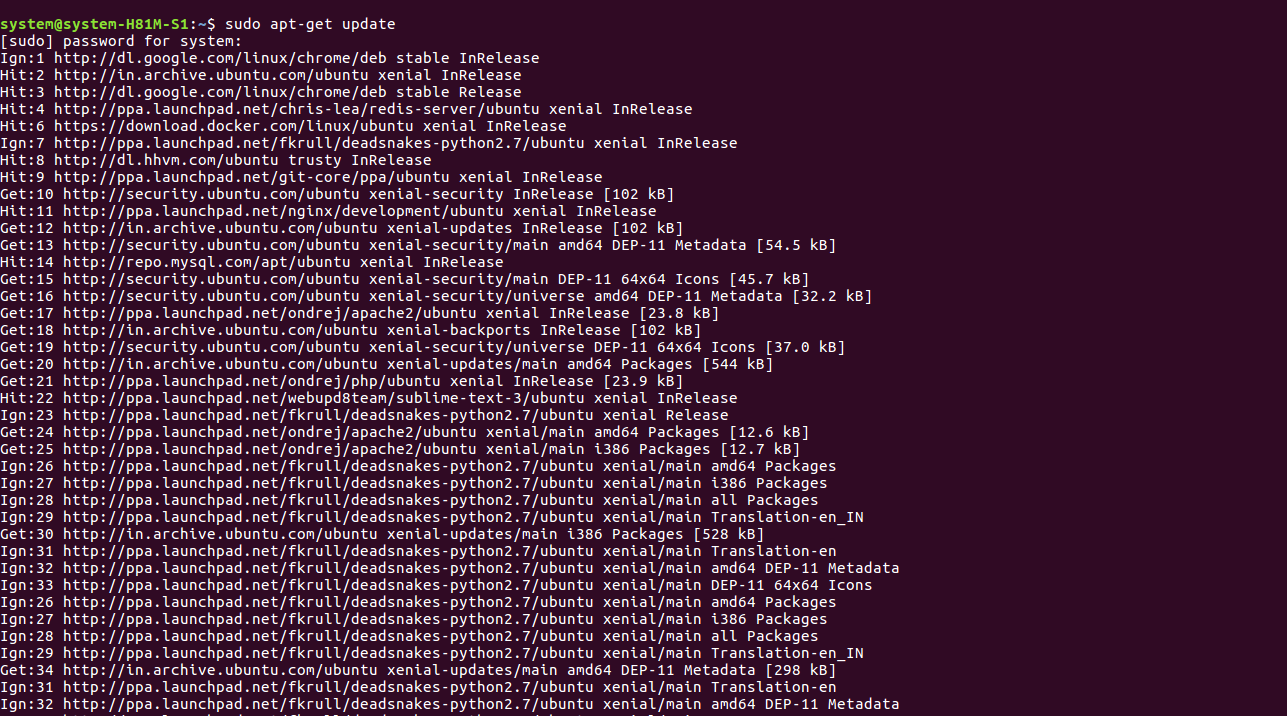 system@system-H81M-S1:~$ sudo apt-get update
[sudo] password for system:
Ign:1 http://dl.google.com/linux/chrome/deb stable InRelease
Hit:2 http://in.archive.ubuntu.com/ubuntu xenial InRelease
Hit:3 http://dl.google.com/linux/chrome/deb stable Release
Hit:4 http://ppa.launchpad.net/chris-lea/redis-server/ubuntu xenial InRelease
Hit:6 https://download.docker.com/linux/ubuntu xenial InRelease
Ign:7 http://ppa.launchpad.net/fkrull/deadsnakes-python2.7/ubuntu xenial InRelease
Hit:8 http://dl.hhvm.com/ubuntu trusty InRelease
Hit:9 http://ppa.launchpad.net/git-core/ppa/ubuntu xenial InRelease
Get:10 http://security.ubuntu.com/ubuntu xenial-security InRelease [102 kB]
Hit:11 http://ppa.launchpad.net/nginx/development/ubuntu xenial InRelease
Get:12 http://in.archive.ubuntu.com/ubuntu xenial-updates InRelease [102 kB]
Get:13 http://security.ubuntu.com/ubuntu xenial-security/main amd64 DEP-11 Metadata [54.5 kB]
Hit:14 http://repo.mysql.com/apt/ubuntu xenial InRelease
Get:15 http://security.ubuntu.com/ubuntu xenial-security/main DEP-11 64x64 Icons [45.7 kB]
Get:16 http://security.ubuntu.com/ubuntu xenial-security/universe amd64 DEP-11 Metadata [32.2 kB]
Get:17 http://ppa.launchpad.net/ondrej/apache2/ubuntu xenial InRelease [23.8 kB]
Get:18 http://in.archive.ubuntu.com/ubuntu xenial-backports InRelease [102 kB]
Get:19 http://security.ubuntu.com/ubuntu xenial-security/universe DEP-11 64x64 Icons [37.0 kB]
Get:20 http://in.archive.ubuntu.com/ubuntu xenial-updates/main amd64 Packages [544 kB]
Get:21 http://ppa.launchpad.net/ondrej/php/ubuntu xenial InRelease [23.9 kB]
Hit:22 http://ppa.launchpad.net/webupd8team/sublime-text-3/ubuntu xenial InRelease
Ign:23 http://ppa.launchpad.net/fkrull/deadsnakes-python2.7/ubuntu xenial Release
Get:24 http://ppa.launchpad.net/ondrej/apache2/ubuntu xenial/main amd64 Packages [12.6 kB]
Get:25 http://ppa.launchpad.net/ondrej/apache2/ubuntu xenial/main i386 Packages [12.7 kB]
Ign:26 http://ppa.launchpad.net/fkrull/deadsnakes-python2.7/ubuntu xenial/main amd64 Packages
Ign:27 http://ppa.launchpad.net/fkrull/deadsnakes-python2.7/ubuntu xenial/main i386 Packages
Ign:28 http://ppa.launchpad.net/fkrull/deadsnakes-python2.7/ubuntu xenial/main all Packages
Ign:29 http://ppa.launchpad.net/fkrull/deadsnakes-python2.7/ubuntu xenial/main Translation-en_IN
Get:30 http://in.archive.ubuntu.com/ubuntu xenial-updates/main i386 Packages [528 kB]
Ign:31 http://ppa.launchpad.net/fkrull/deadsnakes-python2.7/ubuntu xenial/main Translation-en
Ign:32 http://ppa.launchpad.net/fkrull/deadsnakes-python2.7/ubuntu xenial/main amd64 DEP-11 Metadata
Ign:33 http://ppa.launchpad.net/fkrull/deadsnakes-python2.7/ubuntu xenial/main DEP-11 64x64 Icons
Ign:26 http://ppa.launchpad.net/fkrull/deadsnakes-python2.7/ubuntu xenial/main amd64 Packages
Ign:27 http://ppa.launchpad.net/fkrull/deadsnakes-python2.7/ubuntu xenial/main i386 Packages
Ign:28 http://ppa.launchpad.net/fkrull/deadsnakes-python2.7/ubuntu xenial/main all Packages
Ign:29 http://ppa.launchpad.net/fkrull/deadsnakes-python2.7/ubuntu xenial/main Translation-en_IN
Get:34 http://in.archive.ubuntu.com/ubuntu xenial-updates/main amd64 DEP-11 Metadata [298 kB]
Ign:31 http://ppa.launchpad.net/fkrull/deadsnakes-python2.7/ubuntu xenial/main Translation-en
Ign:32 http://ppa.launchpad.net/fkrull/deadsnakes-python2.7/ubuntu xenial/main amd64 DEP-11 Metadata